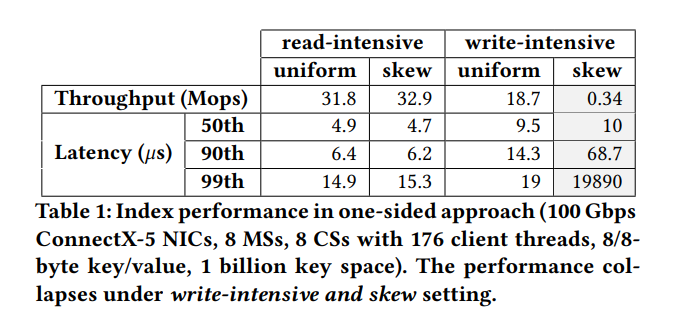 read-intensive write-intensive
uniform skew uniform skew
Throughput (Mops) 31.8 32.9 18.7 0.34
50th 4.9 4.7 9.5 10
Latency (μs) 90th 6.4 6.2 14.3 68.7
99th 14.9 15.3 19 19890
Table 1: Index performance in one-sided approach (100 Gbps
ConnectX-5 NICs, 8 MSs, 8 CSs with 176 client threads, 8/8-
byte key/value, 1 billion key space). The performance col-
lapses under write-intensive and skew setting.